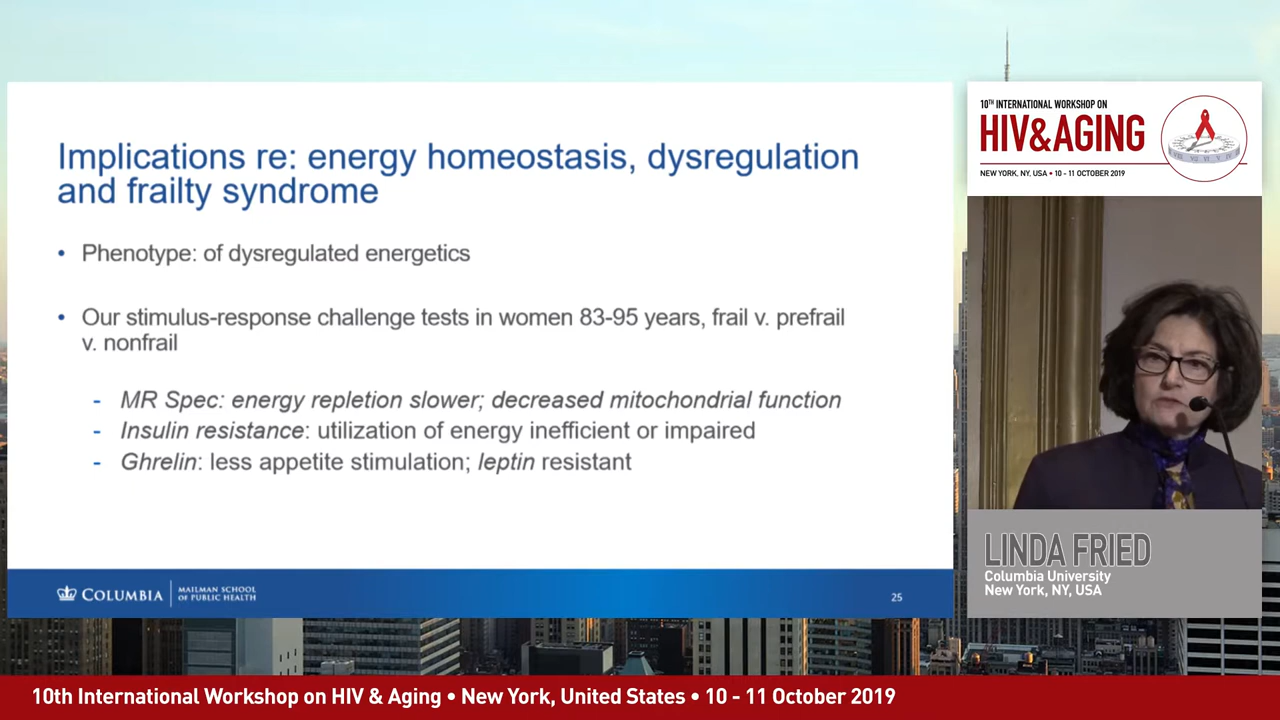 Implications re: energy homeostasis, dysregulation
and frailty syndrome
• Phenotype: of dysregulated energetics
• Our stimulus-response challenge tests in women 83-95 years, frail v. prefrail
v. nonfrail
- MR Spec: energy repletion slower; decreased mitochondrial function
- Insulin resistance: utilization of energy inefficient or impaired
- Ghrelin: less appetite stimulation; leptin resistant
COLUMBIA
MAILMAN SCHOOL
OF PUBLIC HEALTH
25
10TH INTERNATIONAL WORKSHOP ON
HIV&AGING
NEW YORK, NY, USA • 10 - 11 OCTOBER 2019
LINDA FRIED
Columbia University
New York, NY, USA
10th International Workshop on HIV & Aging • New York, United States • 10 - 11 October 2019